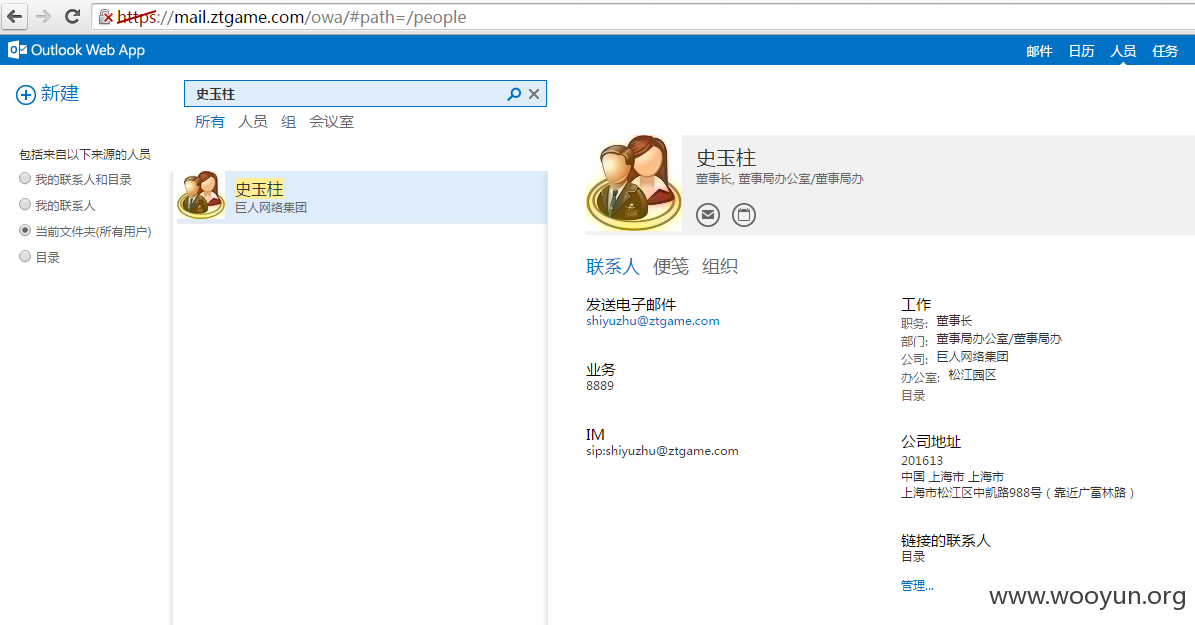 https://mail.ztgame.com/owa/#path=/people
Outlook Web App
邮件 日历 人员 任务
新建
史玉柱
所有 人员 组 会议室
包括来自以下来源的人员
我的联系人和目录
我的联系人
当前文件夹(所有用户)
目录
史玉柱
巨人网络集团
史玉柱
董事长, 董事局办公室/董事局办
联系人 便笺 组织
发送电子邮件
shiyuzhu@ztgame.com
业务
8889
IM
sip:shiyuzhu@ztgame.com
工作
职务: 董事长
部门: 董事局办公室/董事局办
公司: 巨人网络集团
办公室: 松江园区
目录
公司地址
201613
中国 上海市 上海市
上海市松江区中凯路988号（靠近广富林路）
链接的联系人
目录
管理...
www.wooyun.org